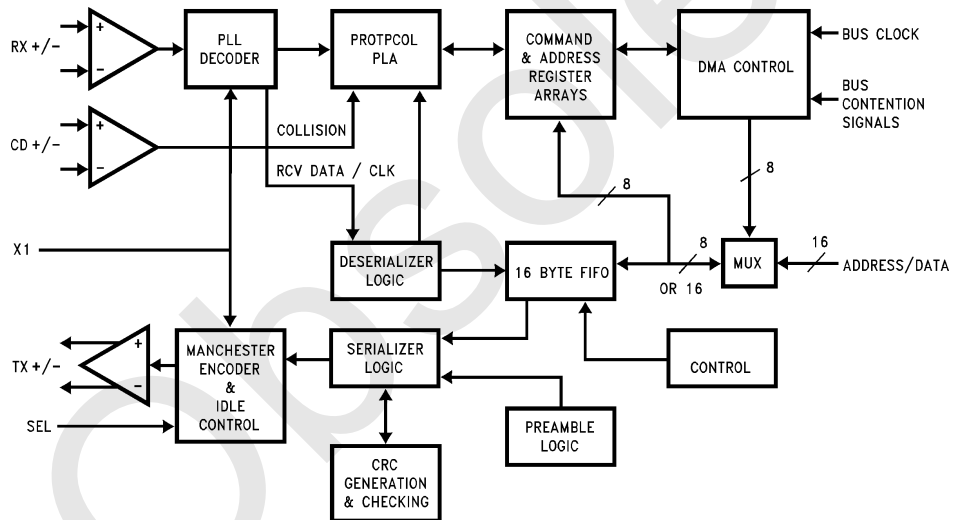 RX +/-
+
−
PLL
DECODER
PROTPCOL
PLA
COMMAND
& ADDRESS
REGISTER
ARRAYS
DMA CONTROL
BUS CLOCK
BUS
CONTENTION
SIGNALS
CD +/-
+
−
COLLISION
RCV DATA / CLK
8
8
X1
DESERIALIZER
LOGIC
16 BYTE FIFO
8
OR 16
MUX
16
ADDRESS/DATA
TX +/-
+
−
SEL
MANCHESTER
ENCODER
&
IDLE
CONTROL
SERIALIZER
LOGIC
CONTROL
PREAMBLE
LOGIC
CRC
GENERATION
& CHECKING
Obsolete